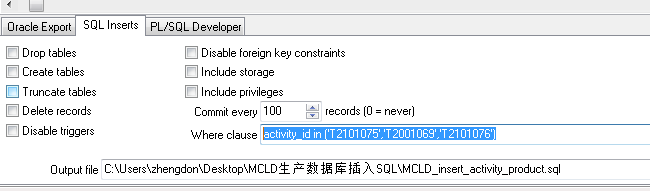 Oracle Export SQL Inserts PL/SQL Developer
Drop tables Disable foreign key constraints
Create tables Include storage
Truncate tables Include privileges
Delete records Commit every 100 records (0 = never)
Disable triggers Where clause activity_id in ('T2101075','T2001069','T2101076')
Output file C:\Users\zhengdon\Desktop\MCLD生产数据库插入SQL\MCLD_insert_activity_product.sql